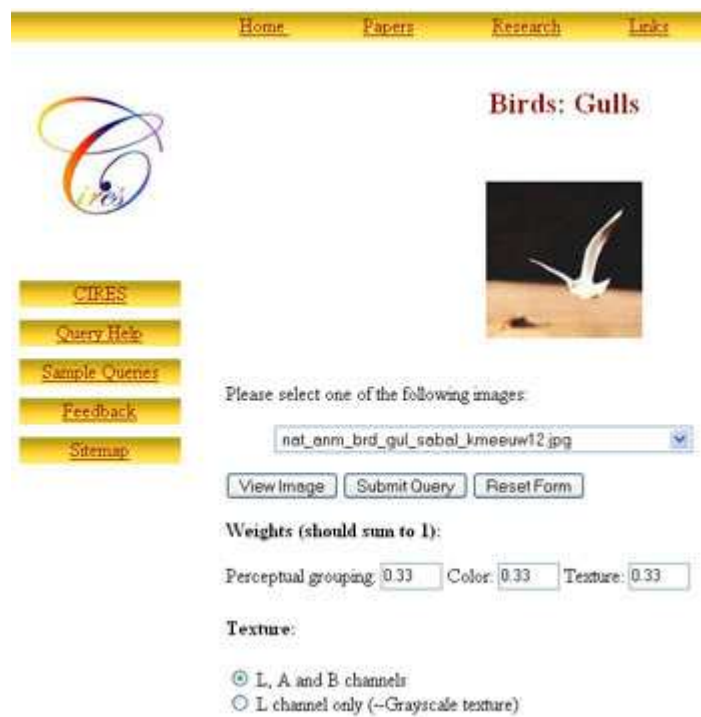 Home Papers Research Links
Cires
Birds: Gulls
CIRES
Query Help
Sample Queries
Feedback
Sitemap
Please select one of the following images:
nat_anm_brd_gul_sabal_kmeeuw12.jpg
View Image Submit Query Reset Form
Weights (should sum to 1):
Perceptual grouping: 0.33 Color: 0.33 Texture: 0.33
Texture:
L, A and B channels
L channel only (~Grayscale texture)